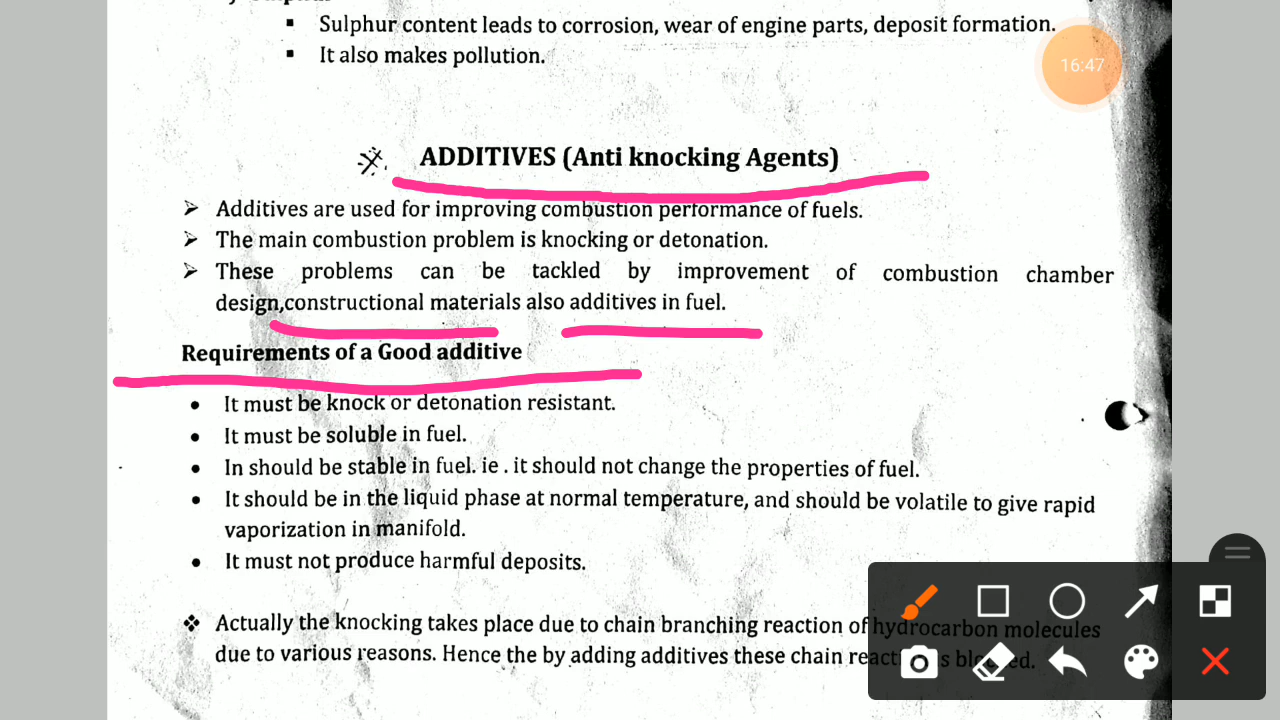 Sulphur content leads to corrosion, wear of engine parts, deposit formation.
It also makes pollution.
16:47
ADDITIVES (Anti knocking Agents)
Additives are used for improving combustion performance of fuels.
The main combustion problem is knocking or detonation.
These problems can be tackled by improvement of combustion chamber
design,constructional materials also additives in fuel.
Requirements of a Good additive
It must be knock or detonation resistant.
It must be soluble in fuel.
In should be stable in fuel. ie . it should not change the properties of fuel.
It should be in the liquid phase at normal temperature, and should be volatile to give rapid
vaporization in manifold.
It must not produce harmful deposits.
Actually the knocking takes place due to chain branching reaction of hydrocarbon molecules
due to various reasons. Hence the by adding additives these chain